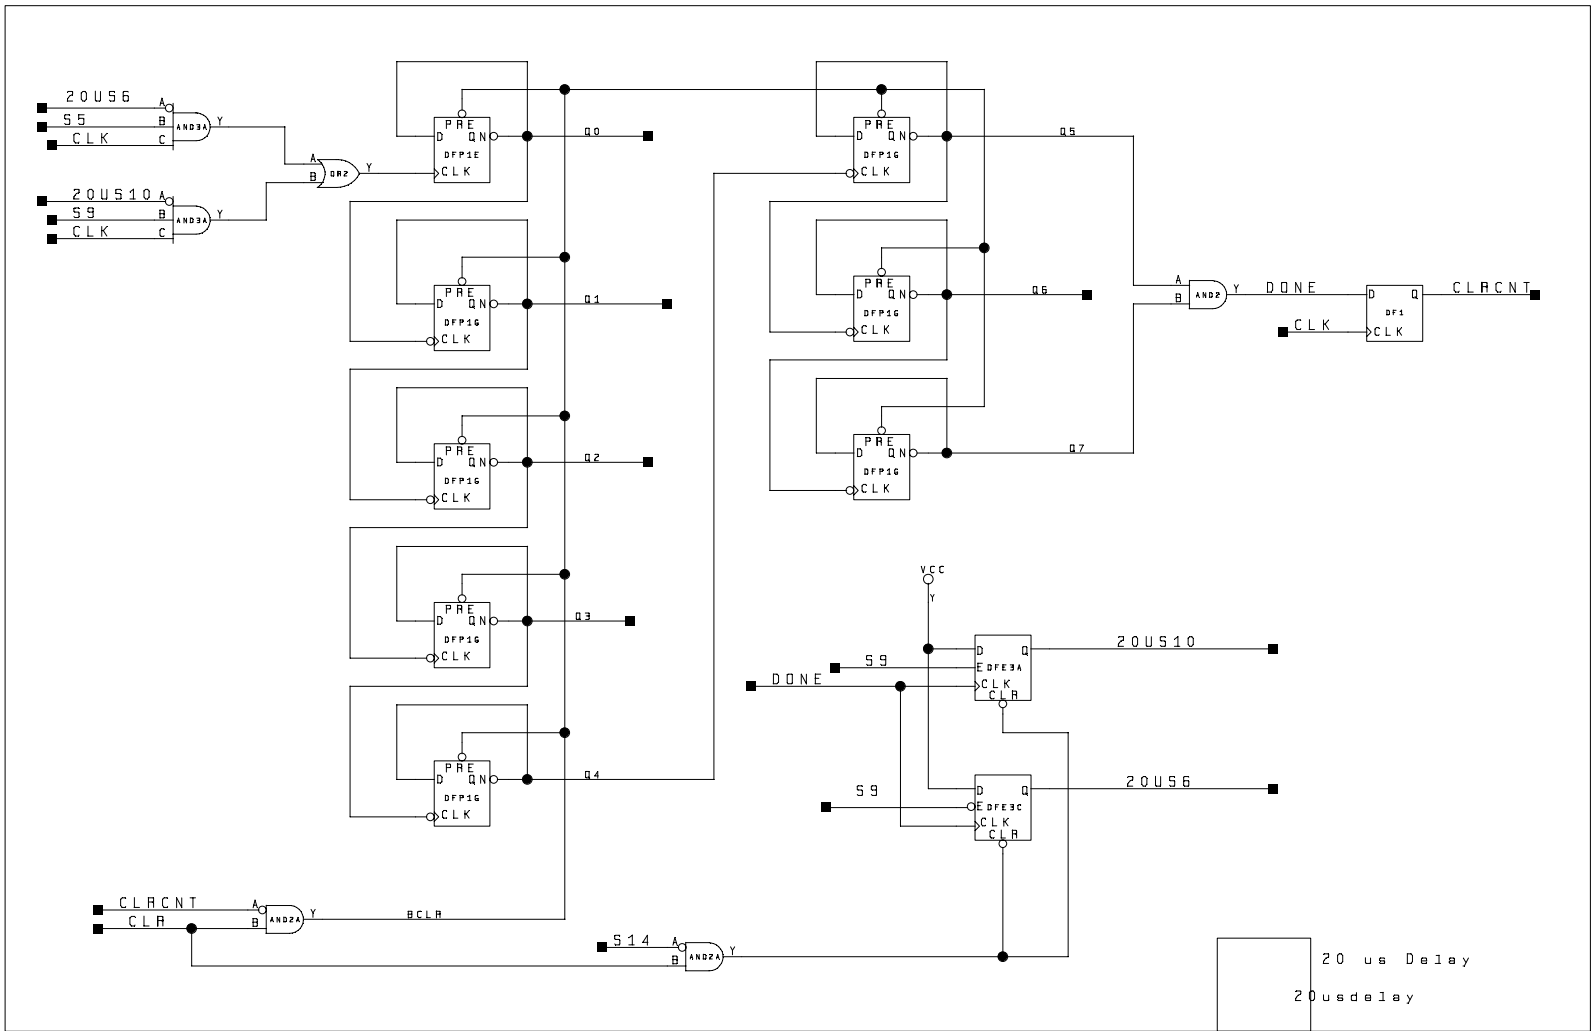 20US6
A
S5
B
AND3A
Y
CLK
C
A
OR2
Y
B
20US10
A
S9
B
AND3A
Y
CLK
C
PRE
D QN
DFP1E
CLK
Q0
PRE
D QN
DFP1G
CLK
Q1
PRE
D QN
DFP1G
CLK
Q2
PRE
D QN
DFP1G
CLK
Q3
PRE
D QN
DFP1G
CLK
Q4
PRE
D QN
DFP1G
CLK
Q5
PRE
D QN
DFP1G
CLK
Q6
PRE
D QN
DFP1G
CLK
Q7
A
B
AND2
Y
DONE
CLK
D Q
DF1
CLK
CLRCNT
VCC
Y
S9
DONE
D Q
E DFE3A
CLK
CLR
20US10
S9
D Q
E DFE3C
CLK
CLR
20US6
CLRCNT
A
CLR
B
AND2A
Y
BCLR
S14
A
B
AND2A
Y
20 us Delay
20usdelay